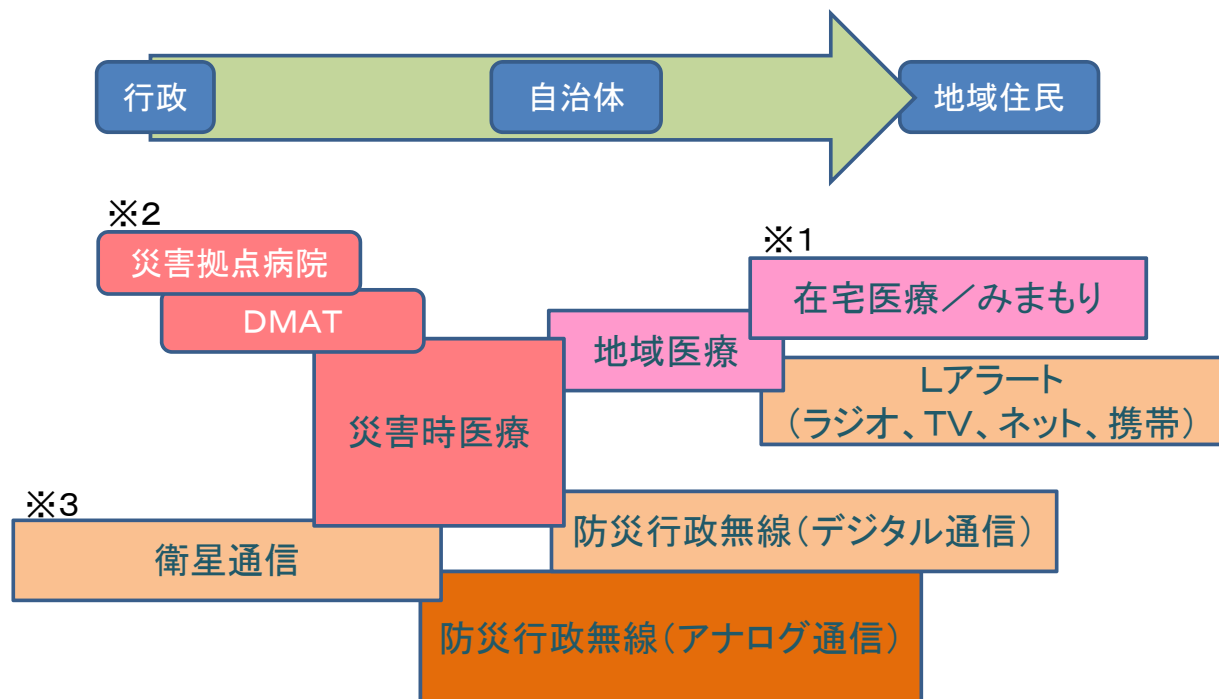 行政
自治体
地域住民
※2
災害拠点病院
DMAT
※1
在宅医療／みまもり
地域医療
Lアラート
（ラジオ、TV、ネット、携帯）
災害時医療
※3
衛星通信
防災行政無線（デジタル通信）
防災行政無線（アナログ通信）